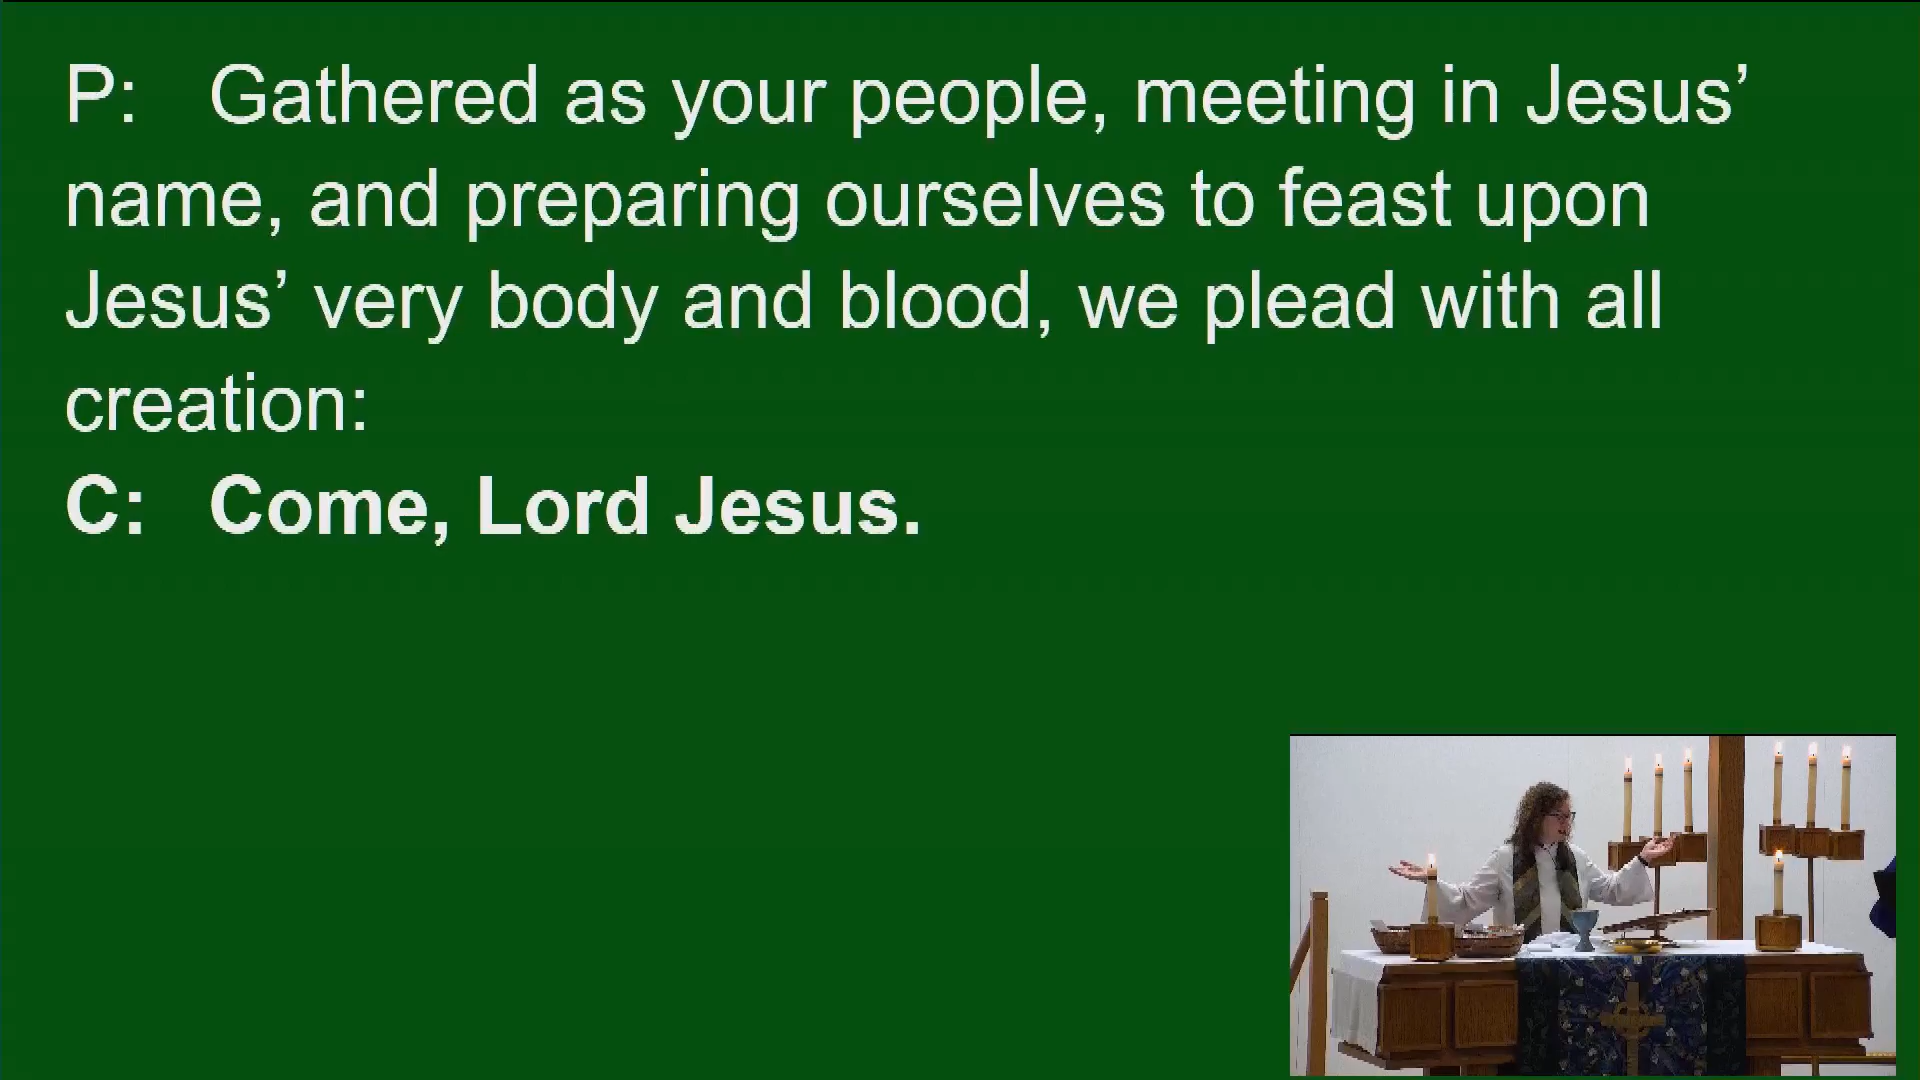 P: Gathered as your people, meeting in Jesus’
name, and preparing ourselves to feast upon
Jesus’ very body and blood, we plead with all
creation:
C: Come, Lord Jesus.